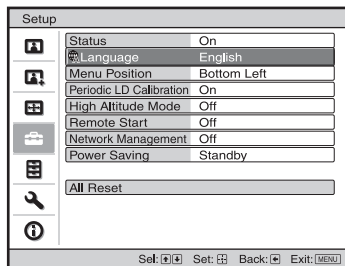 Setup
Status On
Language English
Menu Position Bottom Left
Periodic LD Calibration On
High Altitude Mode Off
Remote Start Off
Network Management Off
Power Saving Standby
All Reset
Sel: Set: Back: Exit: MENU